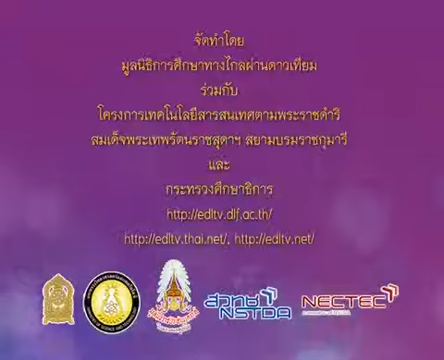 จัดทำโดย
มูลนิธิการศึกษาทางไกลผ่านดาวเทียม
ร่วมกับ
โครงการเทคโนโลยีสารสนเทศตามพระราชดำริ
สมเด็จพระเทพรัตนราชสุดาฯ สยามบรมราชกุมารี
และ
กระทรวงศึกษาธิการ
http://edltv.dlf.ac.th/
http://edltv.thai.net/, http://edltv.net/
สวทช
NSTDA
NECTEC